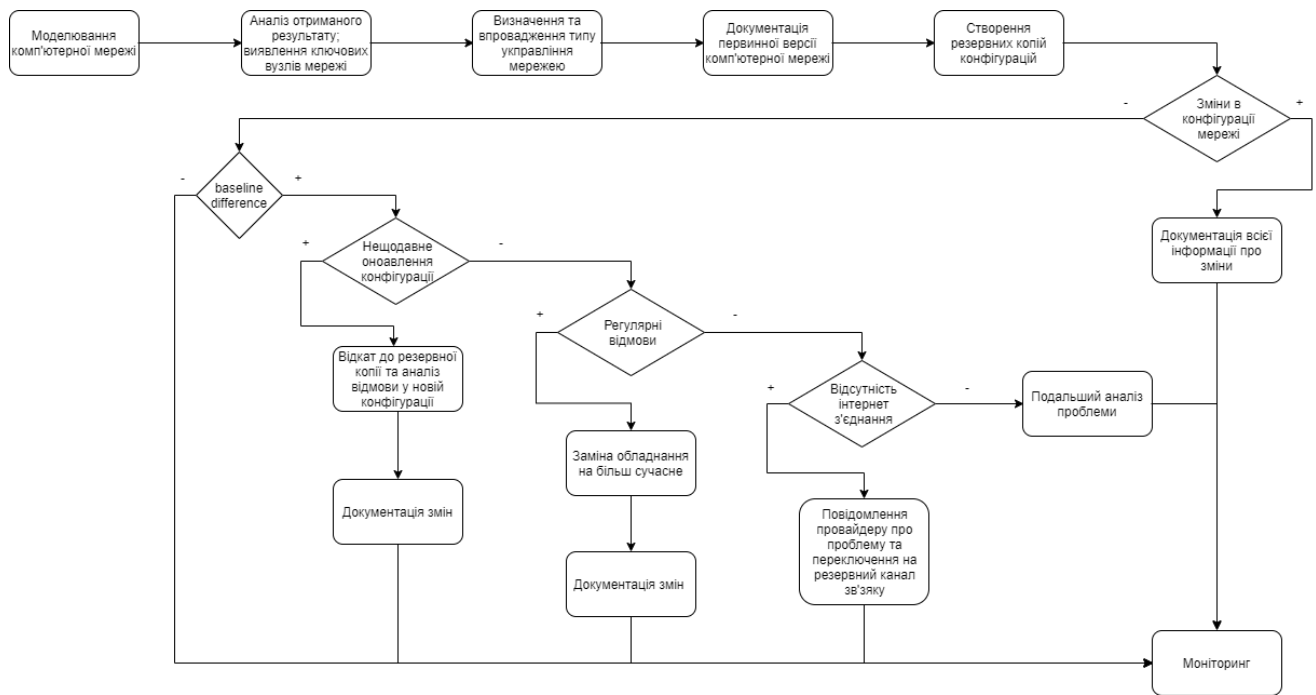 Моделювання
комп'ютерної мережі
Аналіз отриманого
результату;
виявлення ключових
вузлів мережі
Визначення та
впровадження типу
укправління
мережею
Документація
первинної версії
комп'ютерної мережі
Створення
резервних копій
конфігурацій
-
Зміни в
конфігурації
мережі
+
-
baseline
difference
+
+
Нещодавне
оноавлення
конфігурації
-
Документація всієї
інформації про
зміни
+
Регулярні
відмови
-
Відкат до резервної
копії та аналіз
відмови у новій
конфігурації
+
Відсутність
інтернет
з'єднання
-
Подальший аналіз
проблеми
Заміна обладнання
на більш сучасне
Документація змін
Повідомлення
провайдеру про
проблему та
переключення на
резервний канал
зв'язку
Документація змін
Моніторинг